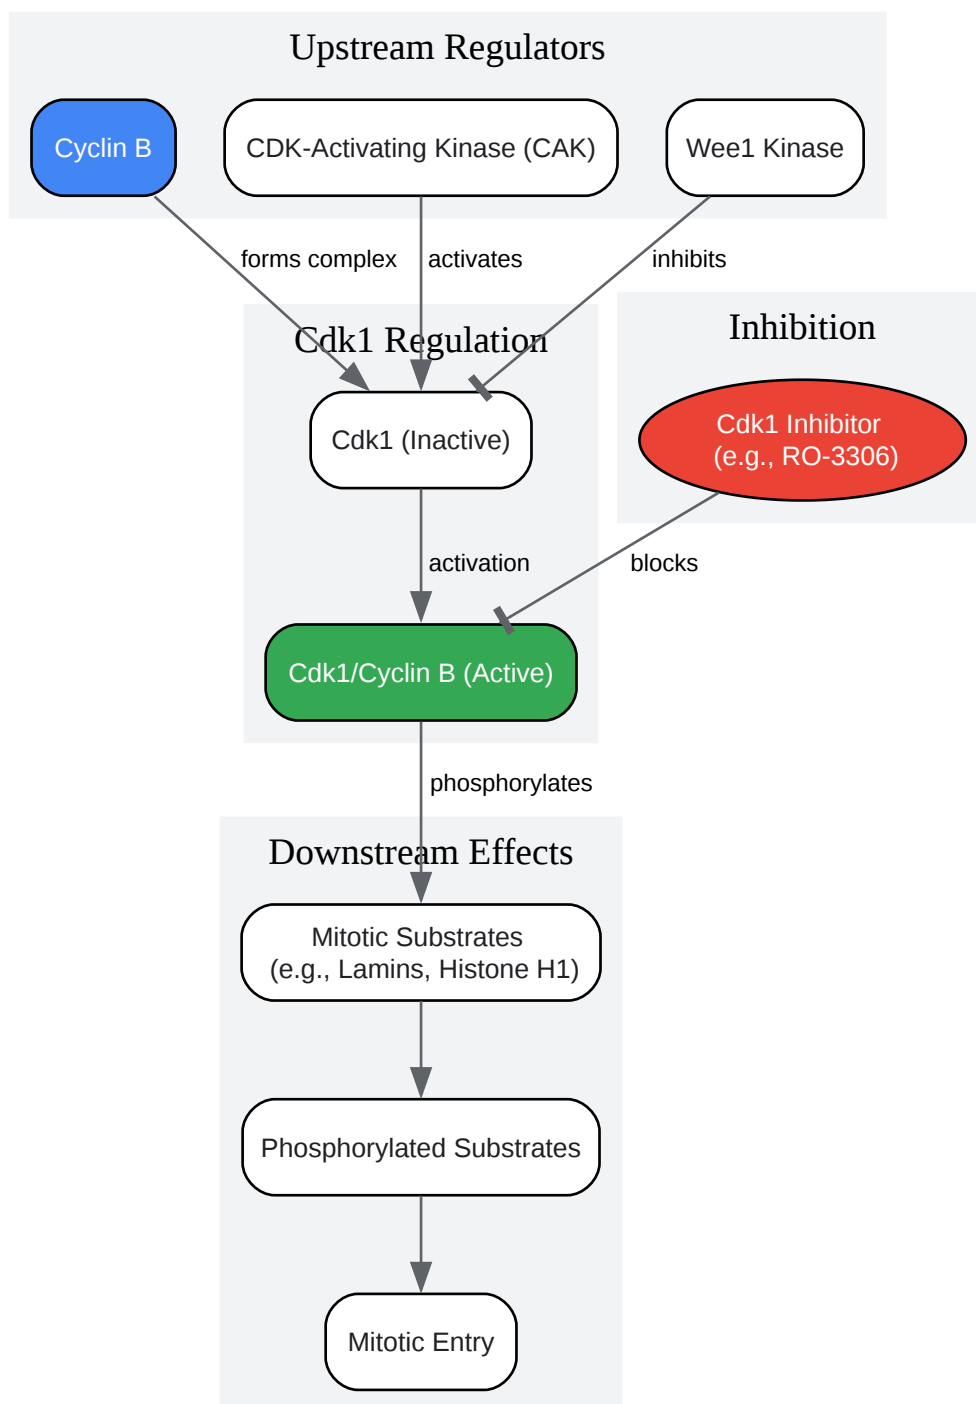 Upstream Regulators
Cyclin B
CDK-Activating Kinase (CAK)
Wee1 Kinase
forms complex
activates
inhibits
Cdk1 Regulation
Inhibition
Cdk1 (Inactive)
Cdk1 Inhibitor
(e.g., RO-3306)
activation
blocks
Cdk1/Cyclin B (Active)
phosphorylates
Downstream Effects
Mitotic Substrates
(e.g., Lamins, Histone H1)
Phosphorylated Substrates
Mitotic Entry